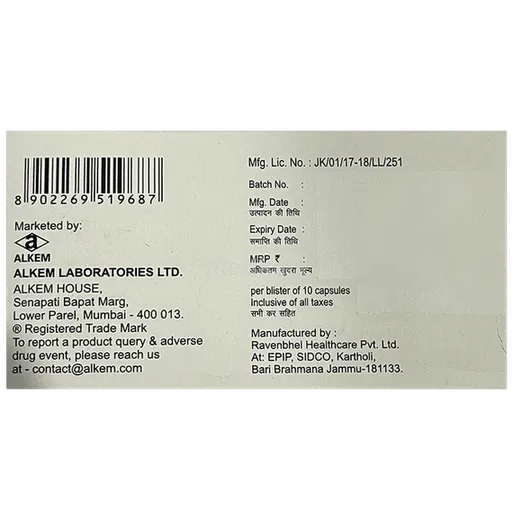 8 902269 519687
Marketed by:
a
ALKEM
ALKEM LABORATORIES LTD.
ALKEM HOUSE,
Senapati Bapat Marg,
Lower Parel, Mumbai - 400 013.
® Registered Trade Mark
To report a product query & adverse
drug event, please reach us
at - contact@alkem.com
Mfg. Lic. No. : JK/01/17-18/LL/251
Batch No. :
Mfg. Date :
उत्पादन की तिथि
Expiry Date :
समाप्ति की तिथि
MRP ₹ :
अधिकतम खुदरा मूल्य
per blister of 10 capsules
Inclusive of all taxes
सभी कर सहित
Manufactured by :
Ravenbhel Healthcare Pvt. Ltd.
At: EPIP, SIDCO, Kartholi,
Bari Brahmana Jammu-181133.